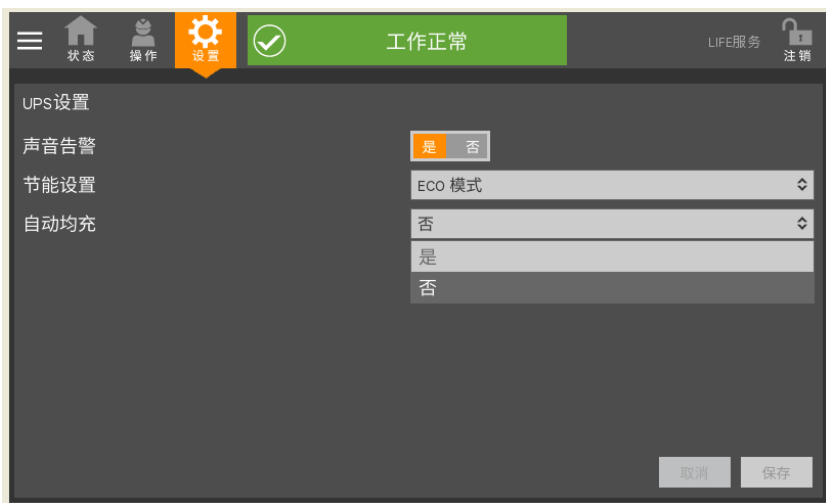 状态
操作
设置
工作正常
LIFE服务
注销
UPS设置
声音告警
是 否
节能设置
ECO 模式
自动均充
否
是
否
取消
保存